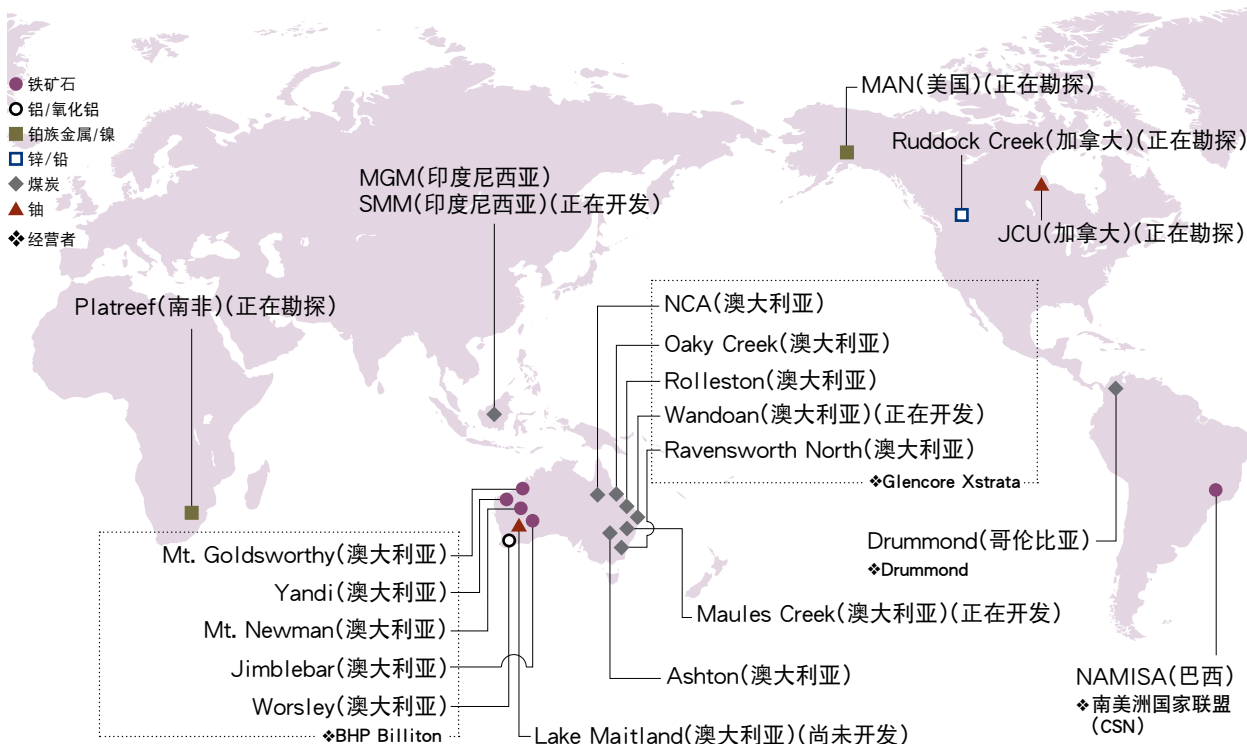 铁矿石
铝/氧化铝
铂族金属/镍
锌/铅
煤炭
铀
❖经营者
MAN(美国)(正在勘探)
Ruddock Creek(加拿大)(正在勘探)
JCU(加拿大)(正在勘探)
MGM(印度尼西亚)
SMM(印度尼西亚)(正在开发)
Platreef(南非)(正在勘探)
NCA(澳大利亚)
Oaky Creek(澳大利亚)
Rolleston(澳大利亚)
Wandoan(澳大利亚)(正在开发)
Ravensworth North(澳大利亚)
❖Glencore Xstrata
Mt. Goldsworthy(澳大利亚)
Yandi(澳大利亚)
Mt. Newman(澳大利亚)
Jimblebar(澳大利亚)
Worsley(澳大利亚)
❖BHP Billiton
Lake Maitland(澳大利亚)(尚未开发)
Maules Creek(澳大利亚)(正在开发)
Ashton(澳大利亚)
Drummond(哥伦比亚)
❖Drummond
NAMISA(巴西)
❖南美洲国家联盟
(CSN)